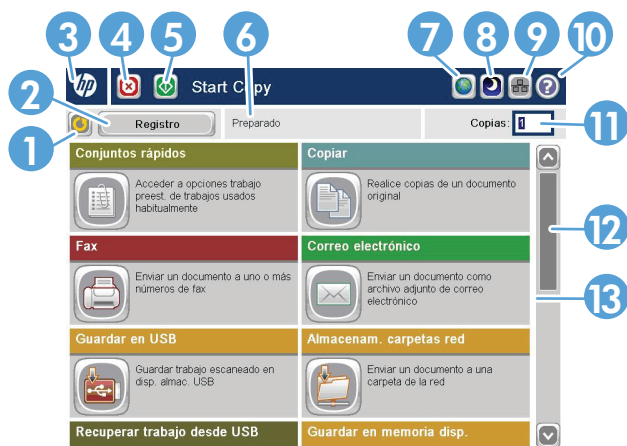 3
4
5
6
7
8
9
10
hp
Start Copy
?
2
Registro
Preparado
Copias: 1
11
1
Conjuntos rápidos
Acceder a opciones trabajo
preest. de trabajos usados
habitualmente
Copiar
Realice copias de un documento
original
12
Fax
Enviar un documento a uno o más
números de fax
Correo electrónico
Enviar un documento como
archivo adjunto de correo
electrónico
13
Guardar en USB
Guardar trabajo escaneado en
disp. almac. USB
Almacenam. carpetas red
Enviar un documento a una
carpeta de la red
Recuperar trabajo desde USB
Guardar en memoria disp.